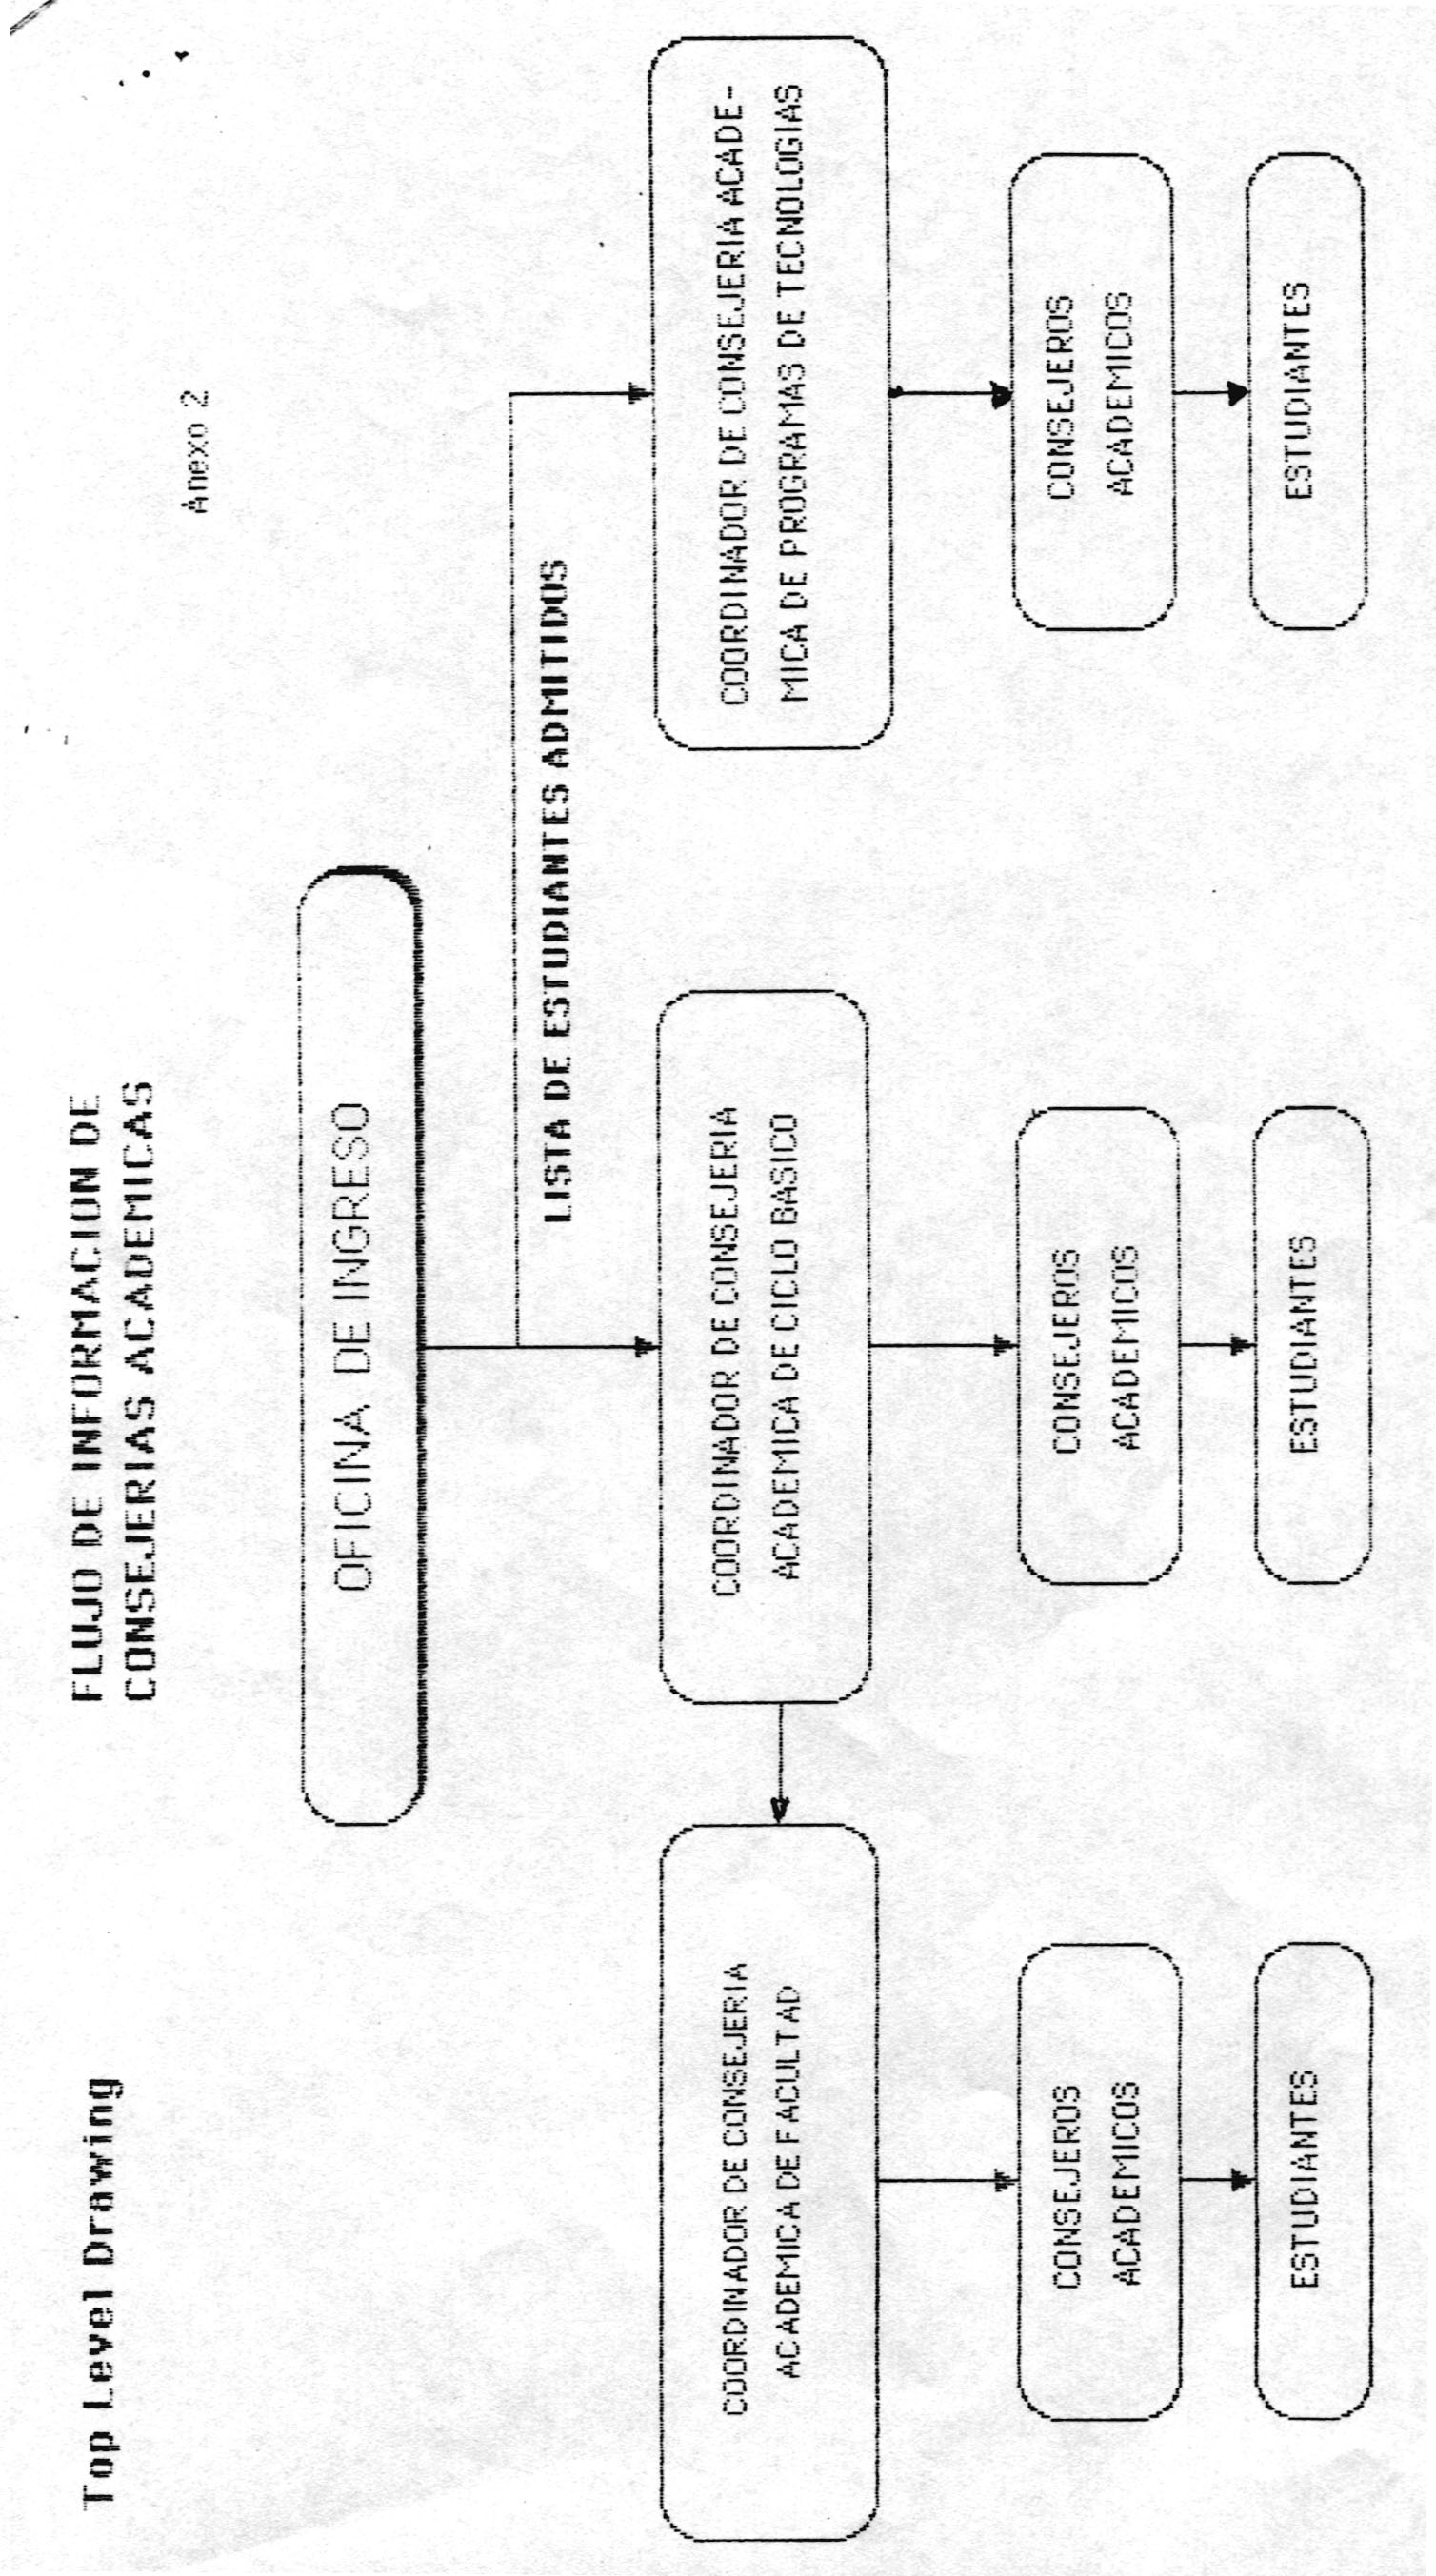 Top Level Drawing
FLUJO DE INFORMACION DE
CONSEJERIAS ACADEMICAS
Anexo 2
OFICINA DE INGRESO
LISTA DE ESTUDIANTES ADMITIDOS
COORDINADOR DE CONSEJERIA
ACADEMICA DE FACULTAD
COORDINADOR DE CONSEJERIA
ACADEMICA DE CICLO BASICO
COORDINADOR DE CONSEJERIA ACADE-
MICA DE PROGRAMAS DE TECNOLOGIAS
CONSEJEROS
ACADEMICOS
CONSEJEROS
ACADEMICOS
CONSEJEROS
ACADEMICOS
ESTUDIANTES
ESTUDIANTES
ESTUDIANTES